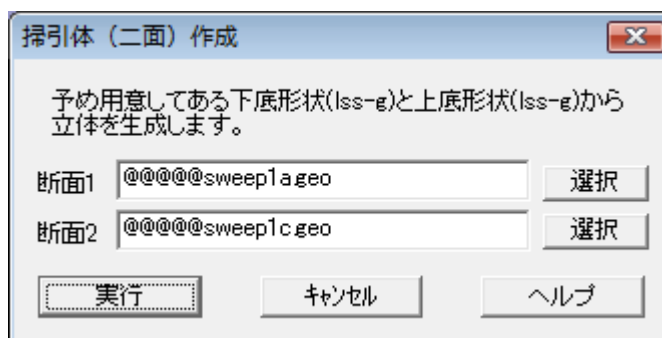 掃引体（二面）作成
予め用意してある下底形状(lss-g)と上底形状(lss-g)から
立体を生成します。
断面1 @@@@@sweep1a.geo 選択
断面2 @@@@@sweep1c.geo 選択
実行 ｷｬﾝｾﾙ ヘルプ